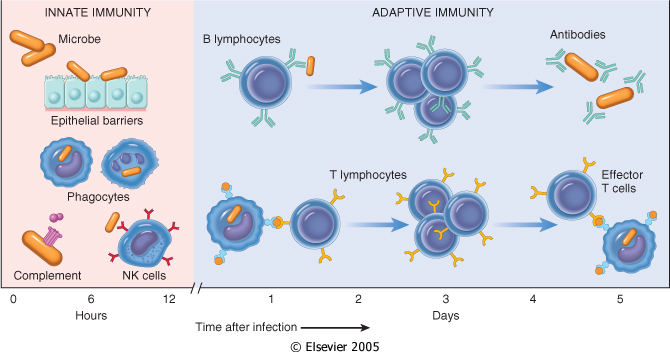 INNATE IMMUNITY
ADAPTIVE IMMUNITY
Microbe
B lymphocytes
Antibodies
Epithelial barriers
Phagocytes
T lymphocytes
Effector
T cells
Complement
NK cells
0 6 12 1 2 3 4 5
Hours
Days
Time after infection
© Elsevier 2005